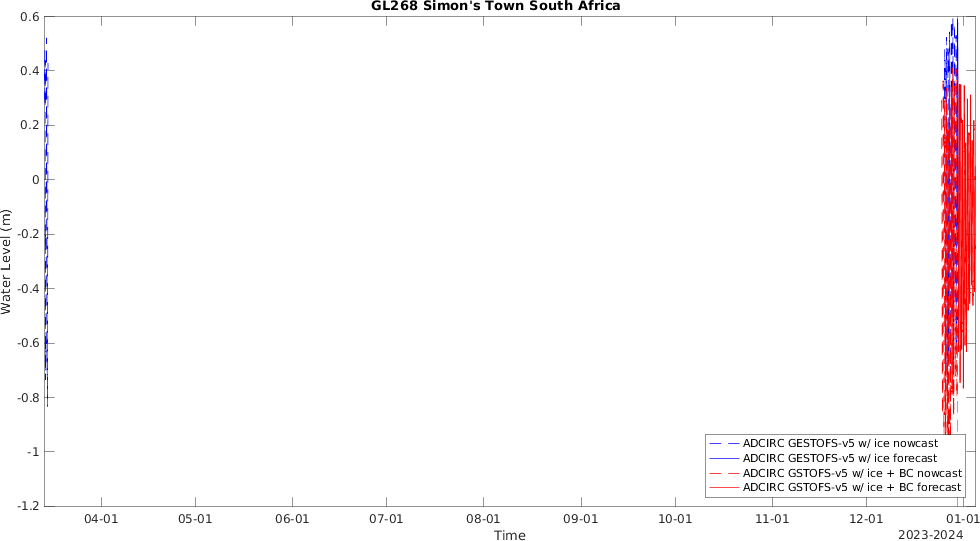 GL268 Simon's Town South Africa
0.6
0.4
0.2
0
-0.2
-0.4
-0.6
-0.8
-1
-1.2
Water Level (m)
ADCIRC GESTOFS-v5 w/ ice nowcast
ADCIRC GESTOFS-v5 w/ ice forecast
ADCIRC GSTOFS-v5 w/ ice + BC nowcast
ADCIRC GSTOFS-v5 w/ ice + BC forecast
04-01 05-01 06-01 07-01 08-01 09-01 10-01 11-01 12-01 01-01
Time
2023-2024